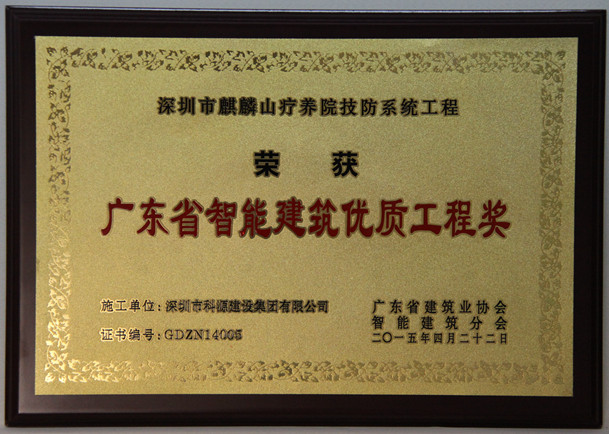 深圳市麒麟山疗养院技防系统工程
荣 获
广东省智能建筑优质工程奖
施工单位：深圳市科源建设集团有限公司
证书编号：GDZN14005
广东省建筑业协会
智能建筑分会
二〇一五年四月二十二日